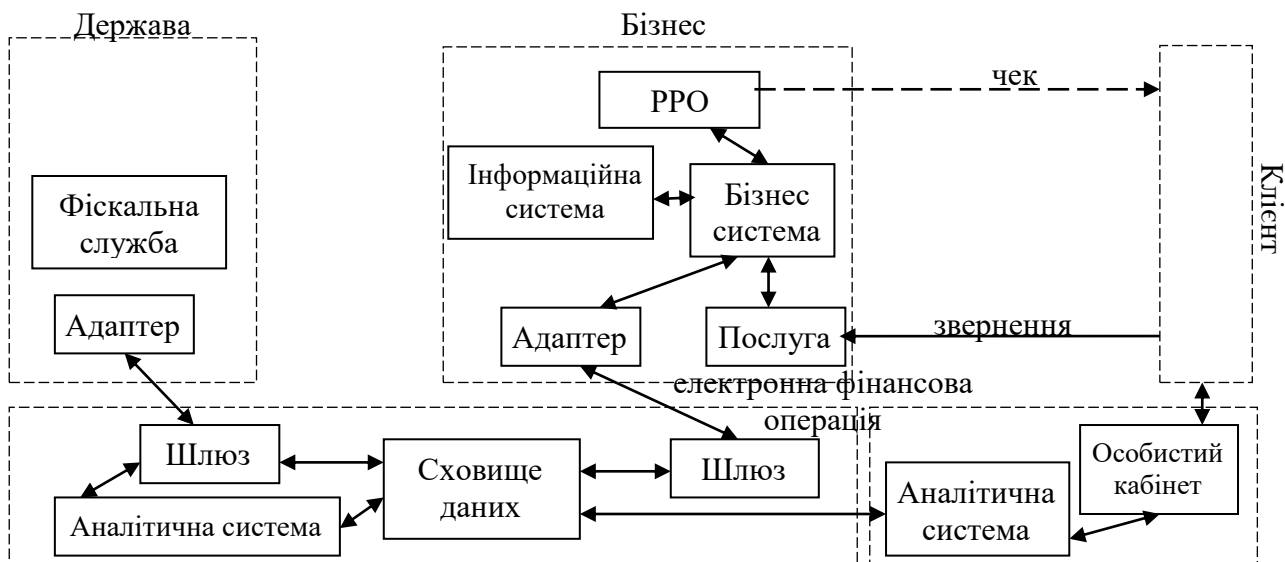 Держава
Бізнес
РРО
чек
Інформаційна
система
Бізнес
система
Клієнт
Фіскальна
служба
Адаптер
Адаптер
Послуга
звернення
електронна фінансова
операція
Шлюз
Сховище
даних
Шлюз
Особистий
кабінет
Аналітична система
Аналітична
система